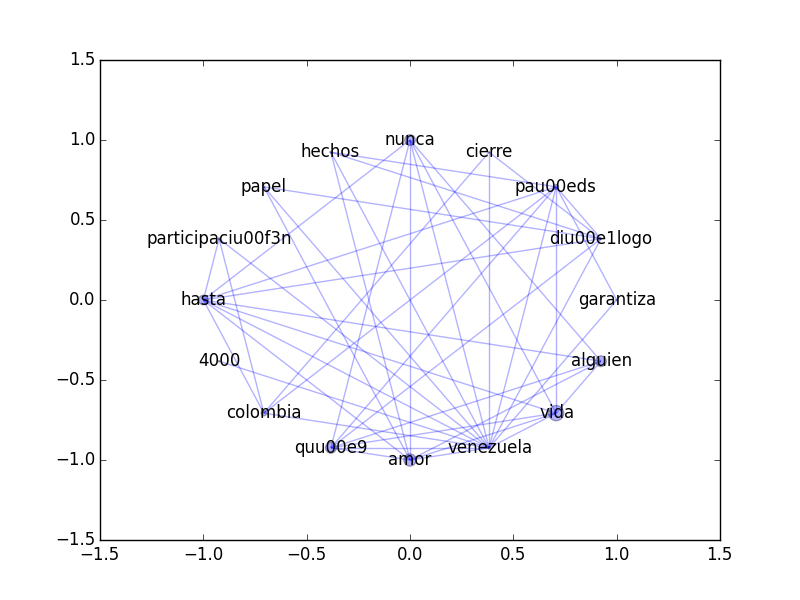 1.5
1.0
0.5
0.0
−0.5
−1.0
−1.5
−1.5
−1.0
−0.5
0.0
0.5
1.0
1.5
nunca
hechos
cierre
papel
pau00eds
participaciu00f3n
diu00e1logo
hasta
garantiza
4000
alguien
colombia
vida
quu00e9
venezuela
amor